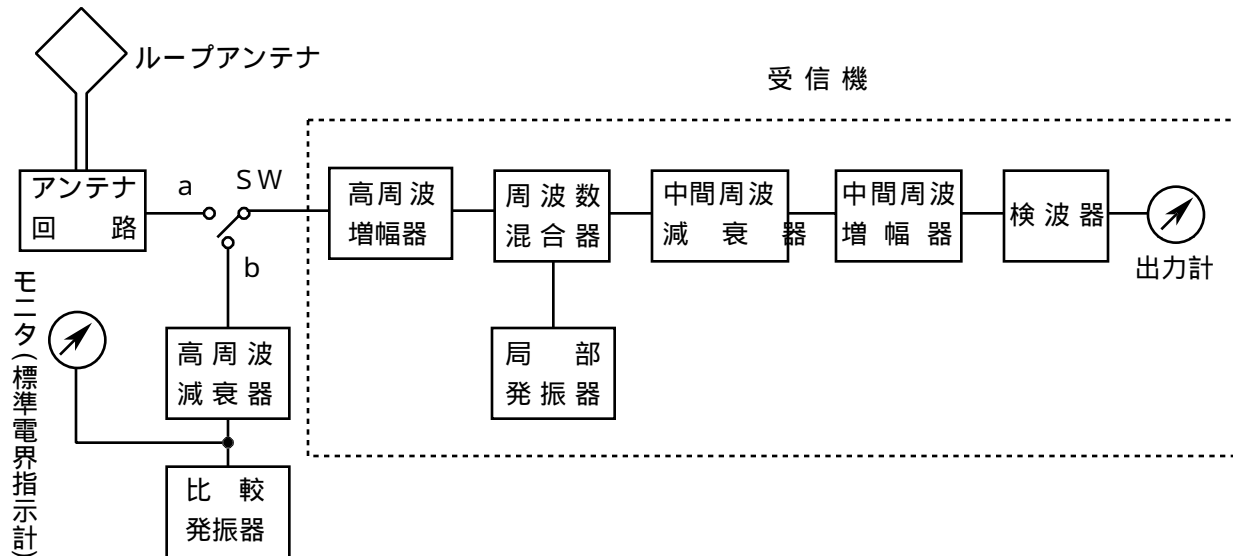 ループアンテナ
受信機
アンテナ
回路
a
SW
b
高周波
増幅器
周波数
混合器
中間周波
減衰器
中間周波
増幅器
検波器
出力計
局部
発振器
モニタ(標準電界指示計)
高周波
減衰器
比較
発振器